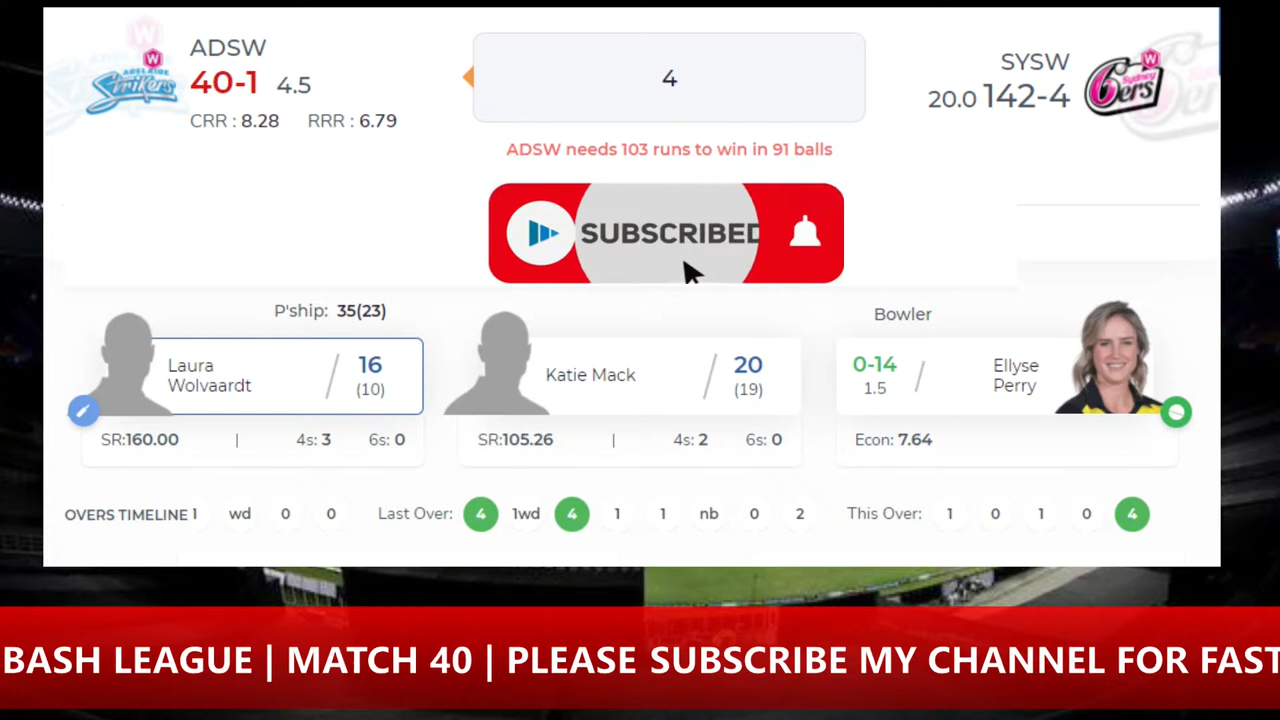 ADSW
40-1 4.5
CRR : 8.28 RRR : 6.79
W
ADELAIDE
Strikers
4
SYSW
20.0 142-4
W
Sydney
6ers
ADSW needs 103 runs to win in 91 balls
SUBSCRIBED
P'ship: 35(23)
Bowler
Laura
Wolvaardt
16
(10)
Katie Mack
20
(19)
0-14
1.5
Ellyse
Perry
SR:160.00 | 4s: 3 6s: 0
SR:105.26 | 4s: 2 6s: 0
Econ: 7.64
OVERS TIMELINE 1 wd 0 0 Last Over: 4 1wd 4 1 1 nb 0 2 This Over: 1 0 1 0 4
BASH LEAGUE | MATCH 40 | PLEASE SUBSCRIBE MY CHANNEL FOR FAST